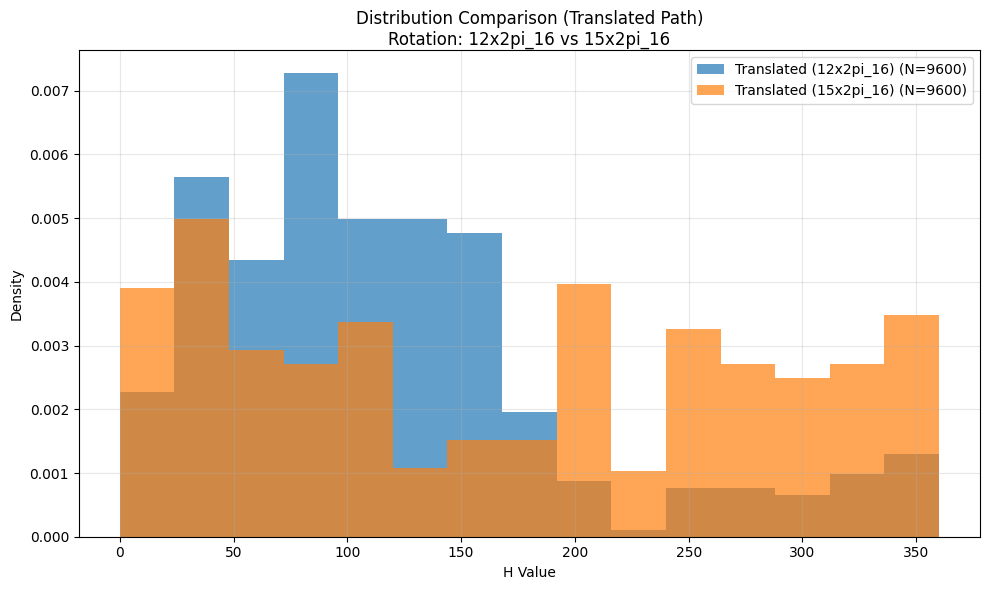 Distribution Comparison (Translated Path)
Rotation: 12x2pi_16 vs 15x2pi_16
Translated (12x2pi_16) (N=9600)
Translated (15x2pi_16) (N=9600)
Density
0.007
0.006
0.005
0.004
0.003
0.002
0.001
0.000
0 50 100 150 200 250 300 350
H Value